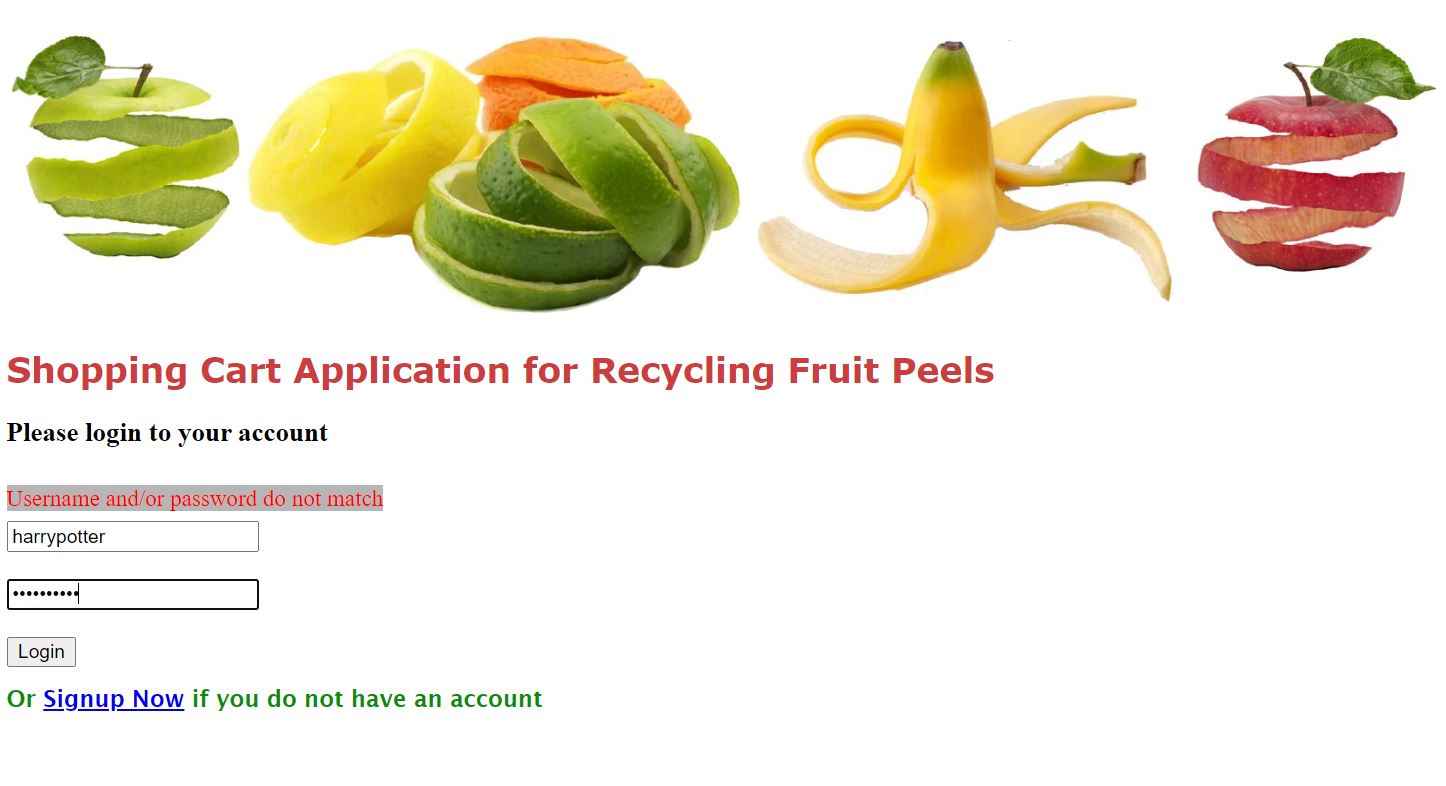 Shopping Cart Application for Recycling Fruit Peels
Please login to your account
Username and/or password do not match
harrypotter
••••••••••
Login
Or Signup Now if you do not have an account